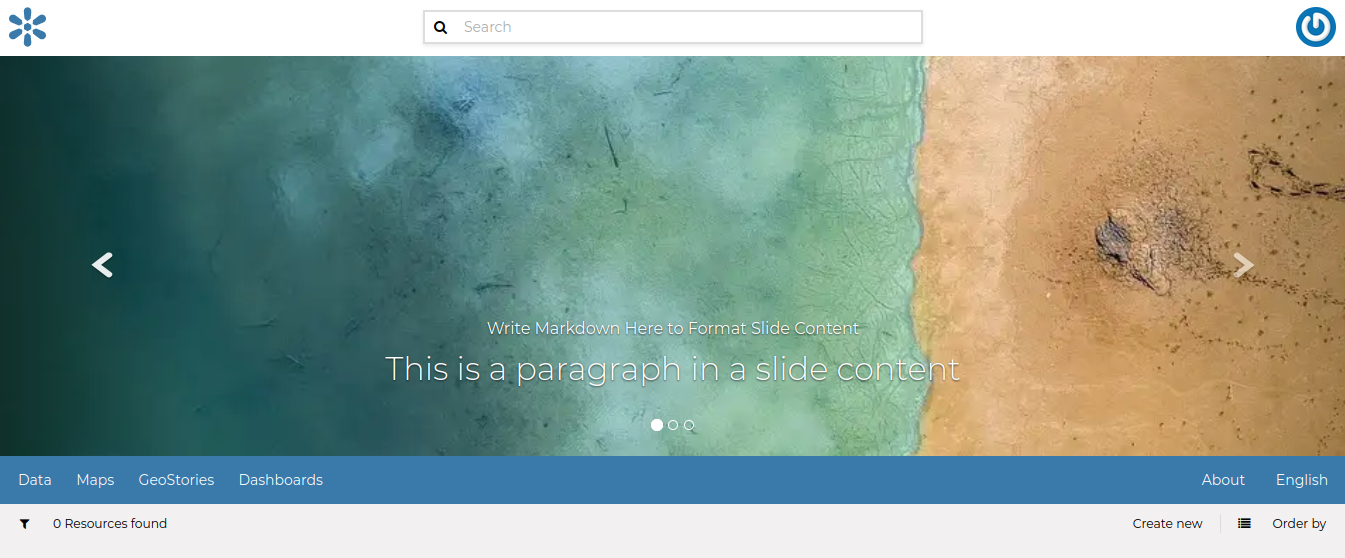 Search
Write Markdown Here to Format Slide Content
This is a paragraph in a slide content
Data Maps GeoStories Dashboards About English
0 Resources found Create new Order by